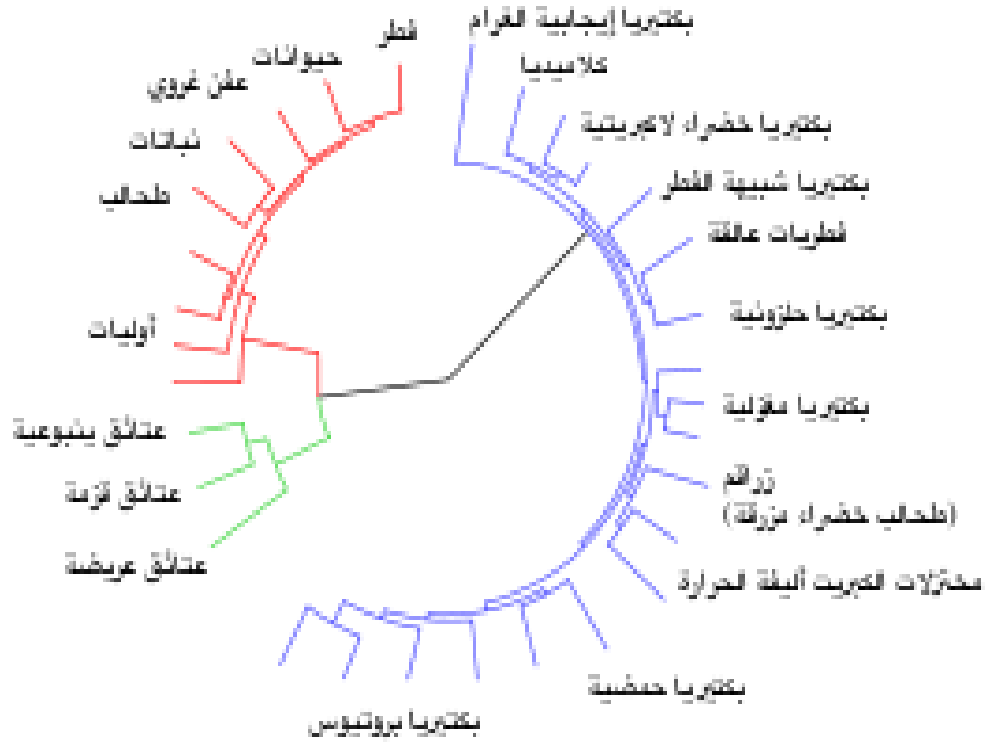 بكتيريا إيجابية الغرام
فطر
حيوانات
كلاميديا
عفن غروي
بكتيريا خضراء لاكبريتية
نباتات
بكتيريا شبيهة الفطر
طحالب
فطريات عالقة
بكتيريا حلزونية
أوليات
بكتيريا مغزلية
عتائق ينبوعية
زراقم
(طحالب خضراء مزرقة)
عتائق قزمة
عتائق عريضة
مختزلات الكبريت أليفة الحرارة
بكتيريا حمضية
بكتيريا بروتيوس